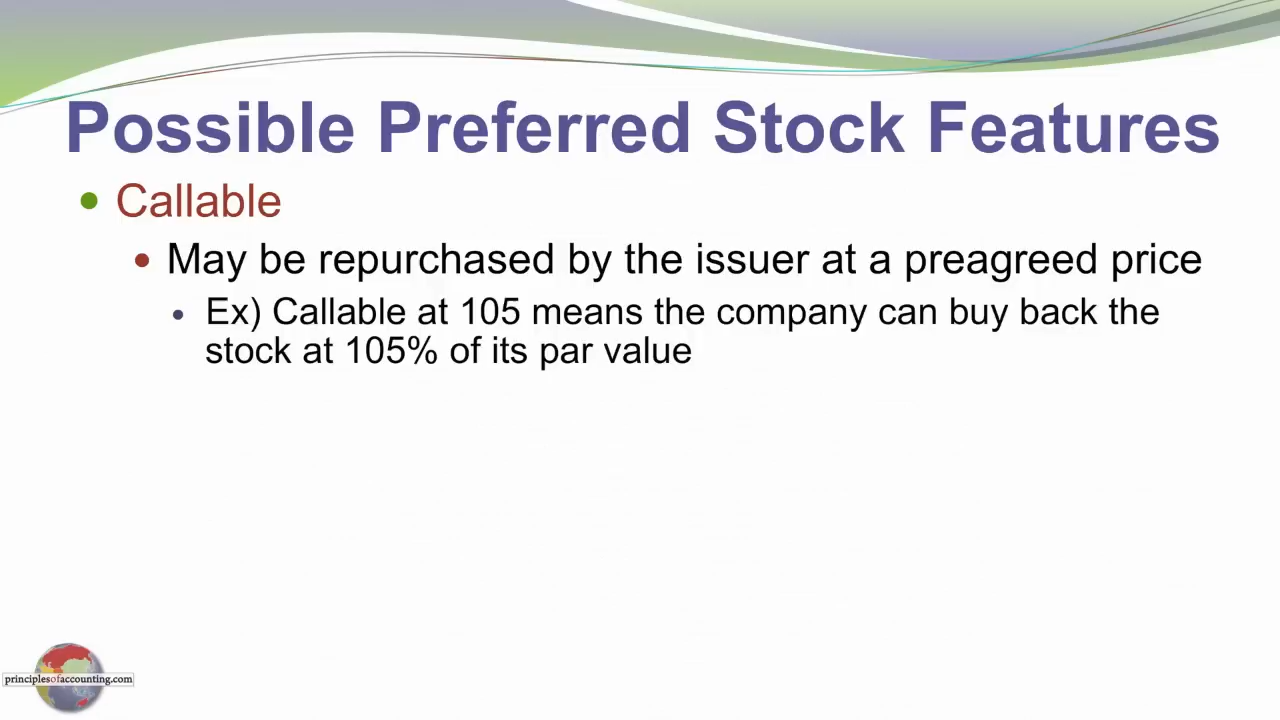 Possible Preferred Stock Features
Callable
May be repurchased by the issuer at a preagreed price
Ex) Callable at 105 means the company can buy back the
stock at 105% of its par value
principlesofaccounting.com